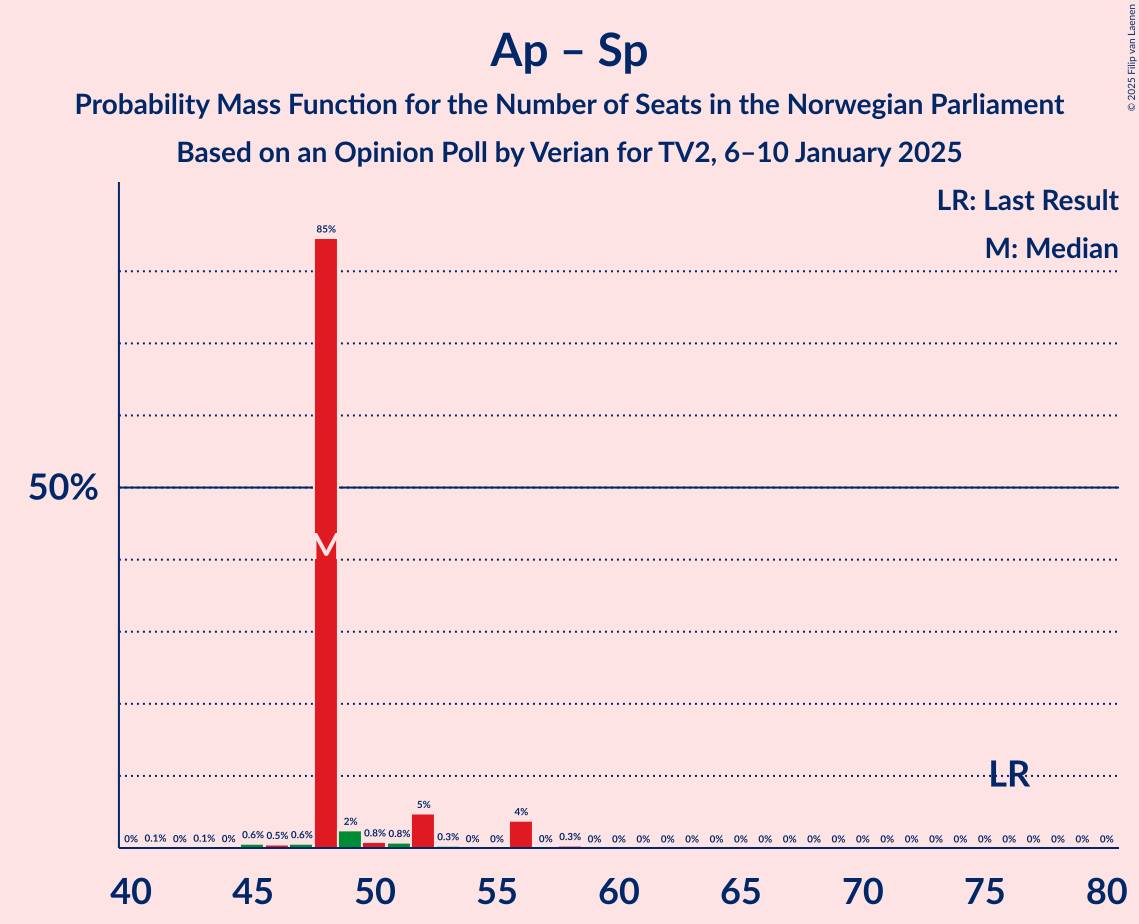 Ap – Sp
Probability Mass Function for the Number of Seats in the Norwegian Parliament
Based on an Opinion Poll by Verian for TV2, 6–10 January 2025
© 2025 Filip van Laenen
LR: Last Result
M: Median
85%
50%
M
LR
0% 0.1% 0% 0.1% 0% 0.6% 0.5% 0.6% 2% 0.8% 0.8% 5% 0.3% 0% 0% 4% 0% 0.3% 0% 0% 0% 0% 0% 0% 0% 0% 0% 0% 0% 0% 0% 0% 0% 0% 0% 0% 0% 0% 0% 0%
40 45 50 55 60 65 70 75 80